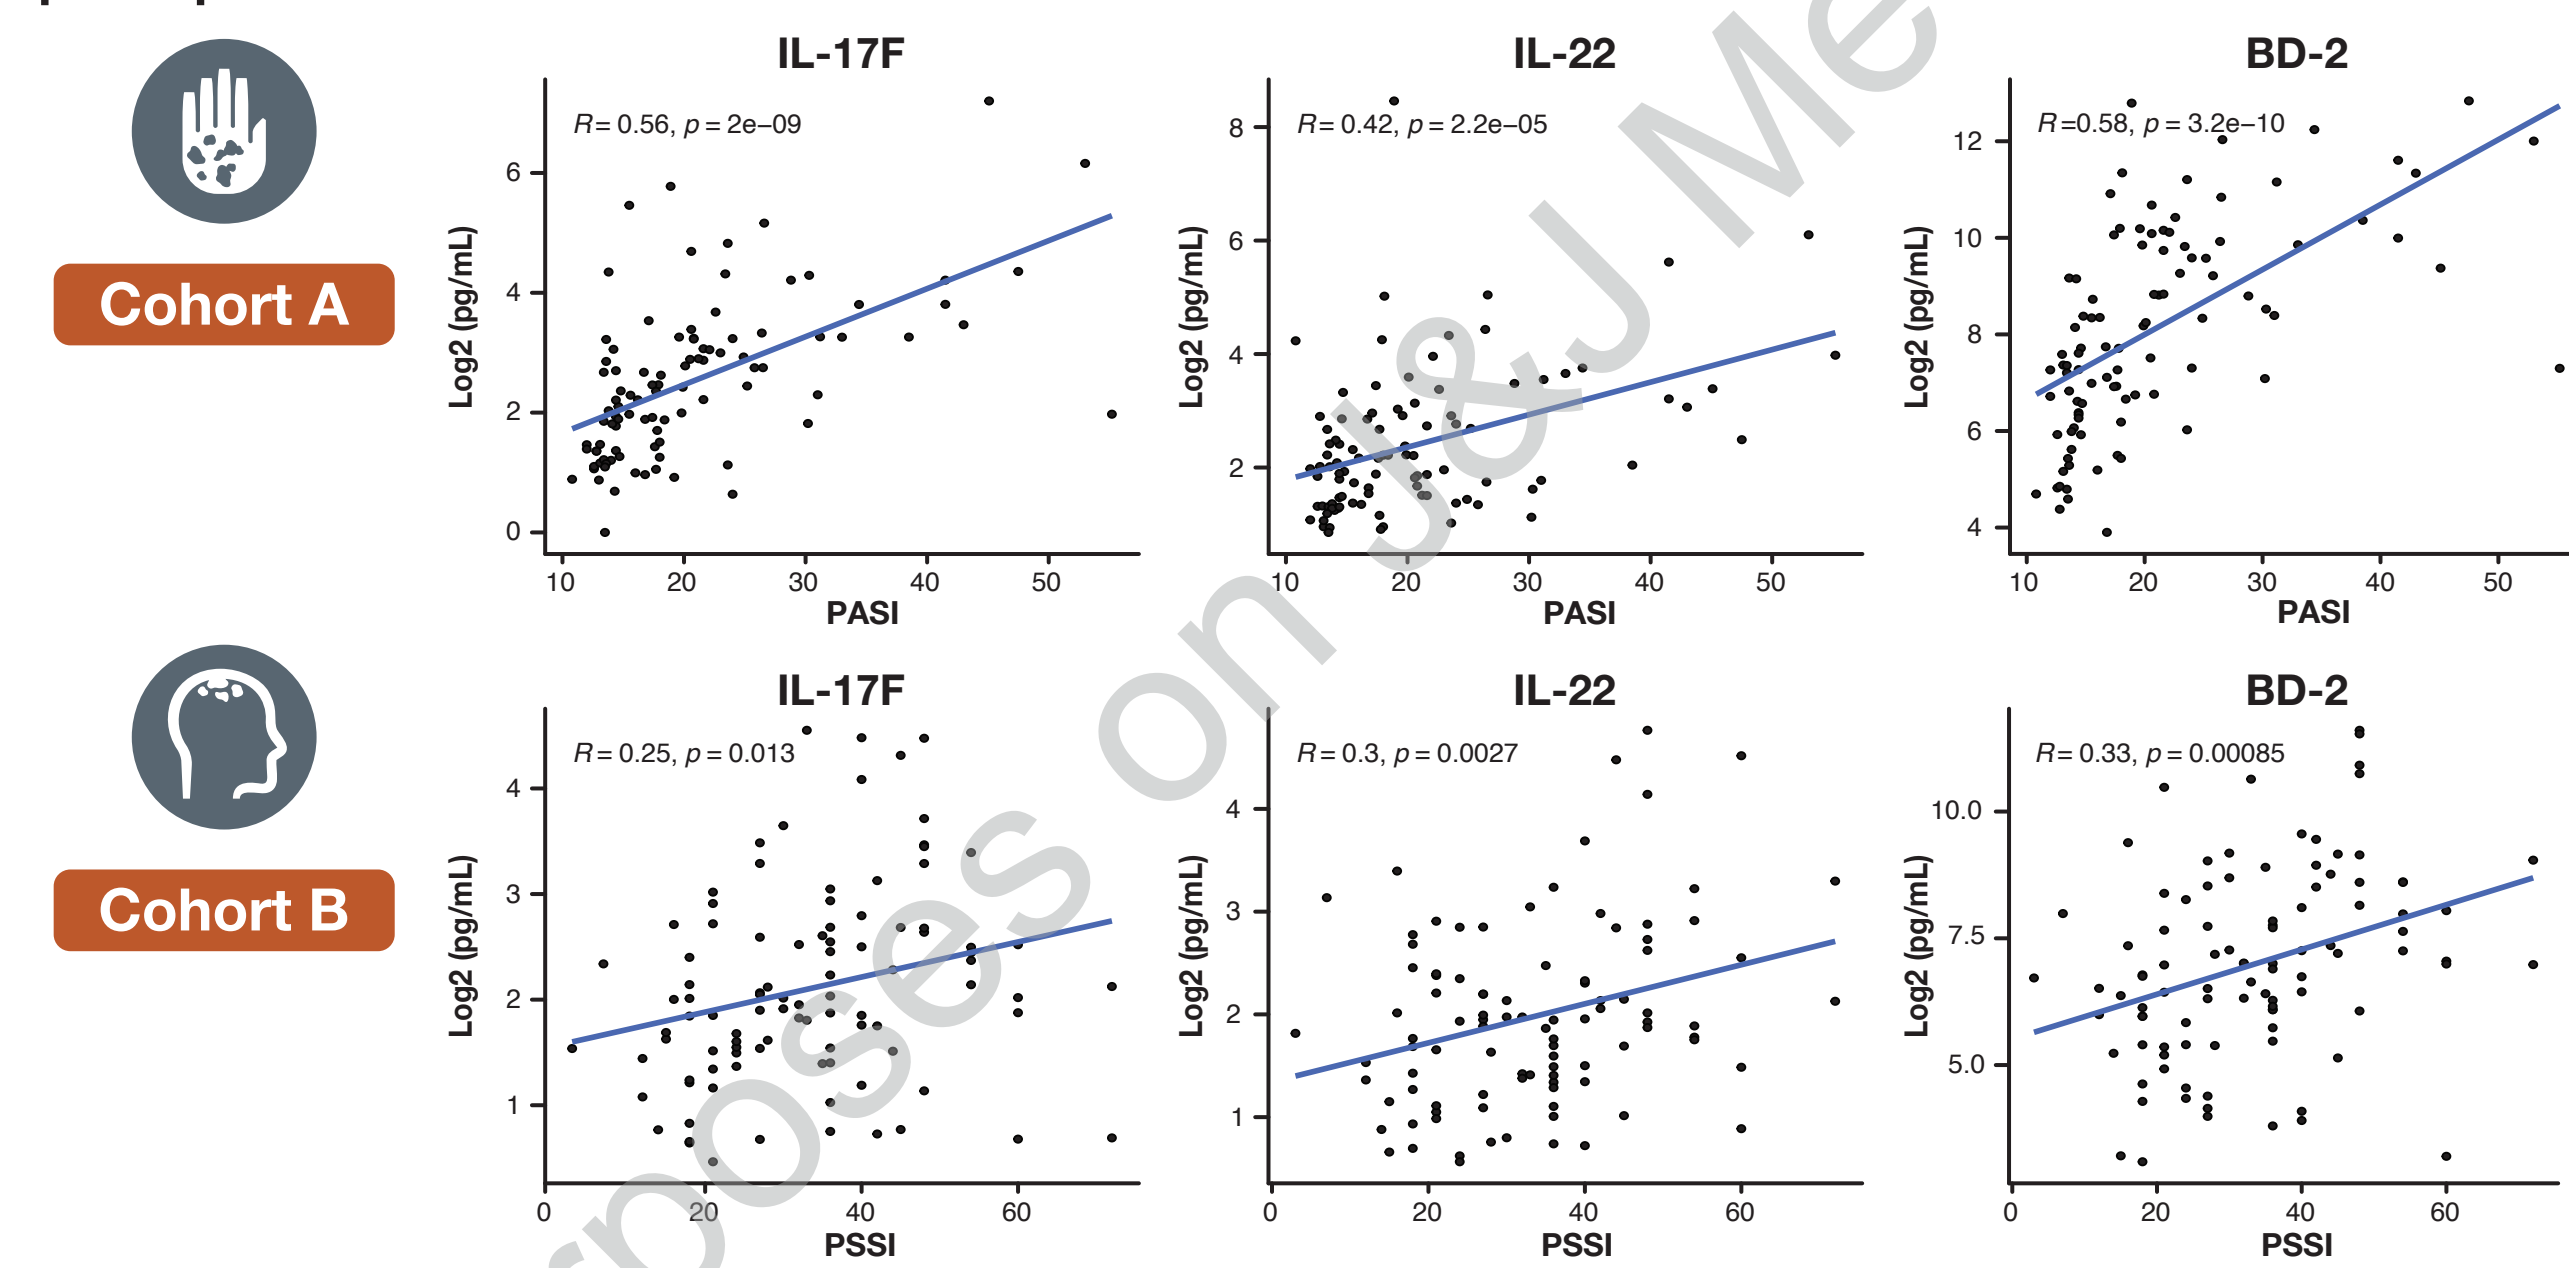 IL-17F
IL-22
BD-2
R= 0.56, p = 2e−09
R= 0.42, p = 2.2e−05
R=0.58, p = 3.2e−10
Cohort A
Log2 (pg/mL)
6
4
2
0
10 20 30 40 50
PASI
Log2 (pg/mL)
8
6
4
2
10 20 30 40 50
PASI
Log2 (pg/mL)
12
10
8
6
4
10 20 30 40 50
PASI
IL-17F
IL-22
BD-2
R= 0.25, p = 0.013
R= 0.3, p = 0.0027
R= 0.33, p = 0.00085
Cohort B
Log2 (pg/mL)
4
3
2
1
0 20 40 60
PSSI
Log2 (pg/mL)
4
3
2
1
0 20 40 60
PSSI
Log2 (pg/mL)
10.0
7.5
5.0
0 20 40 60
PSSI
on J&J